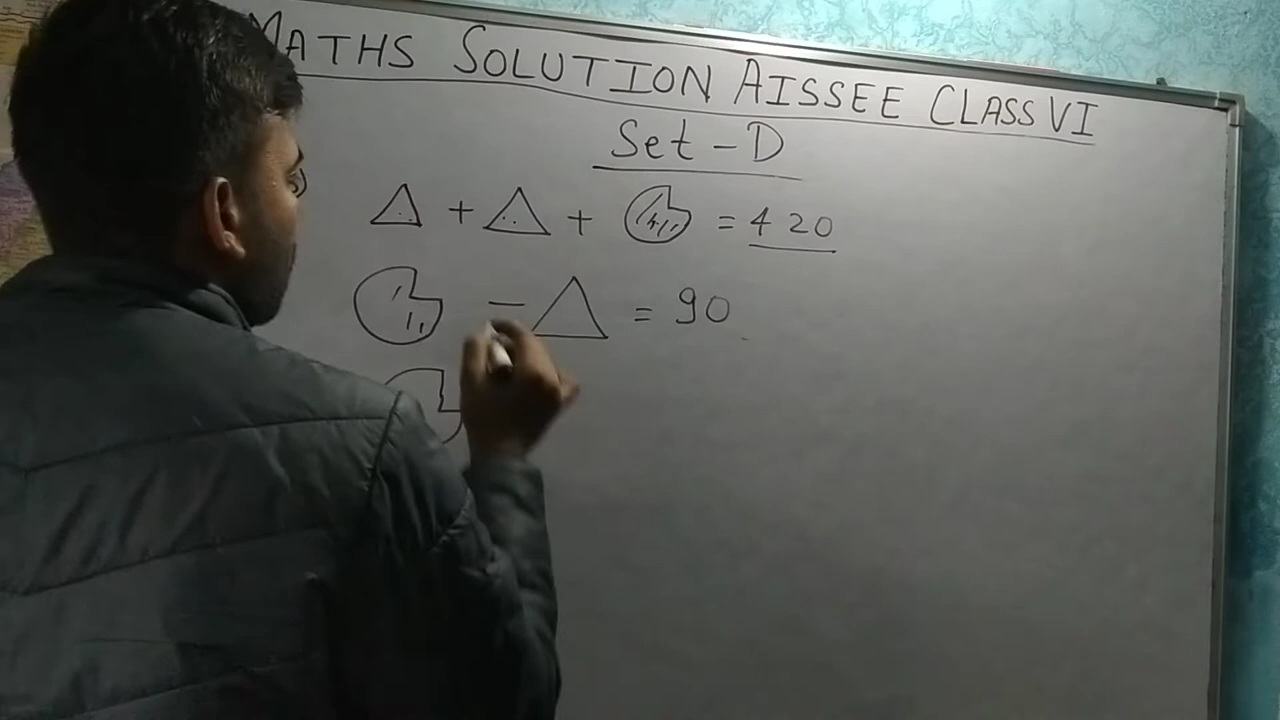 MATHS SOLUTION AISSEE CLASS VI
Set-D
△ + △ + = 420
- △ = 90